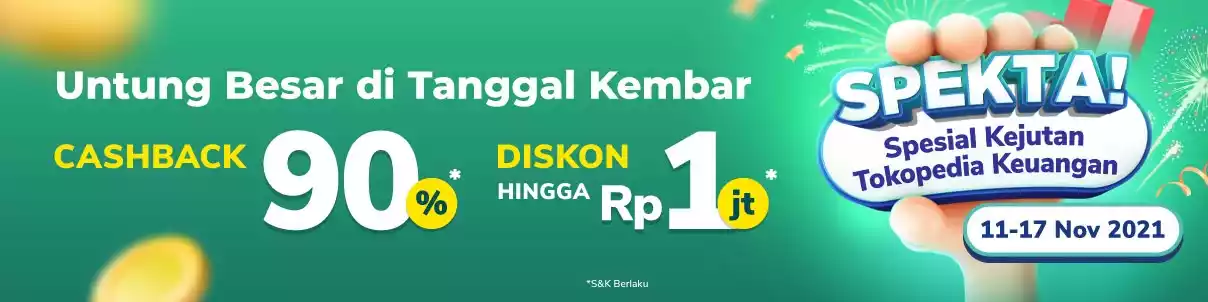 Untung Besar di Tanggal Kembar
CASHBACK 90%*
DISKON HINGGA Rp1jt*
*S&K Berlaku
SPEKTA!
Spesial Kejutan
Tokopedia Keuangan
11-17 Nov 2021